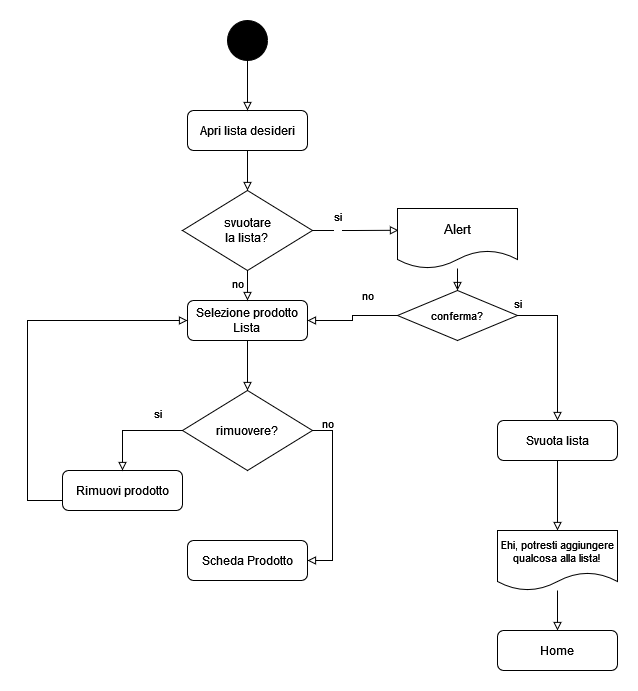 Apri lista desideri
svuotare
la lista?
si
Alert
no
Selezione prodotto
Lista
no
conferma?
si
rimuovere?
si
no
Rimuovi prodotto
Svuota lista
Scheda Prodotto
Ehi, potresti aggiungere
qualcosa alla lista!
Home